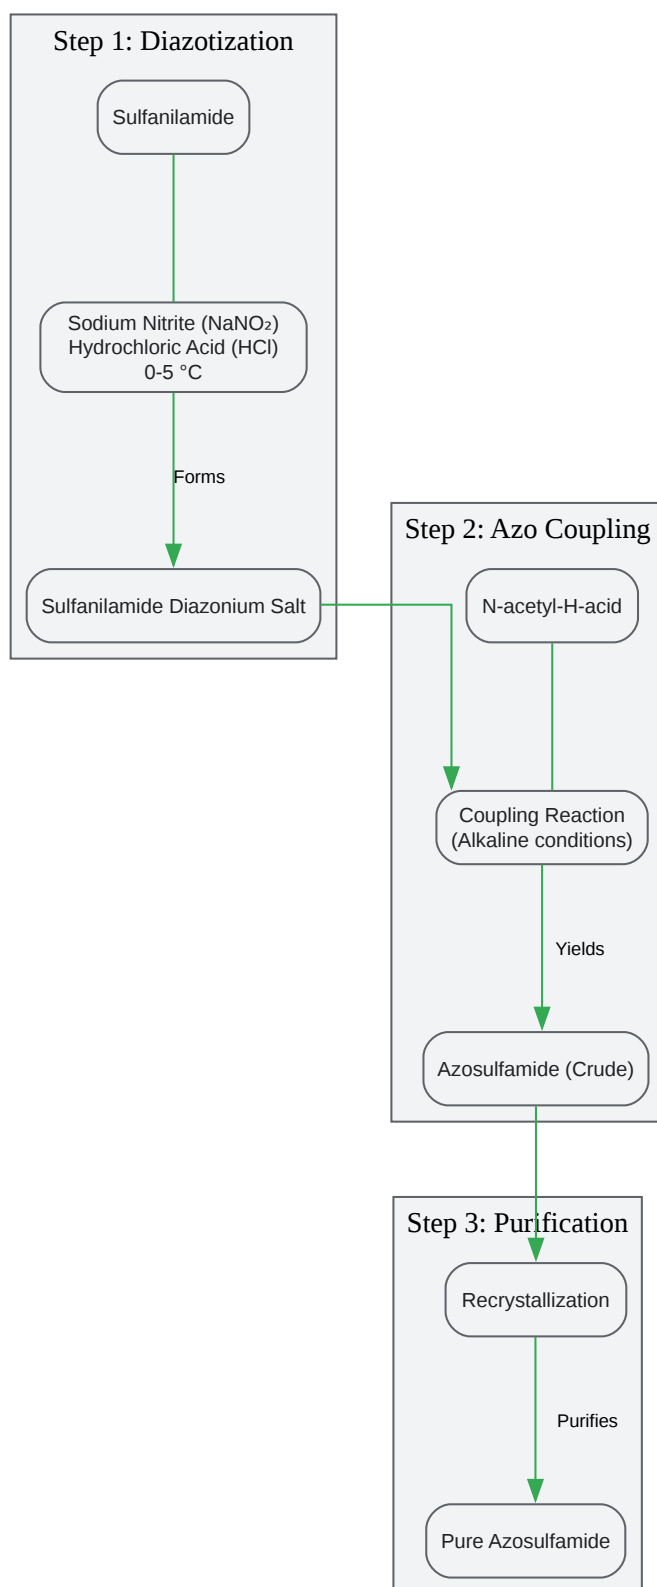 Step 1: Diazotization
Sulfanilamide
Sodium Nitrite (NaNO₂)
Hydrochloric Acid (HCl)
0-5 °C
Forms
Sulfanilamide Diazonium Salt
Step 2: Azo Coupling
N-acetyl-H-acid
Coupling Reaction
(Alkaline conditions)
Yields
Azosulfamide (Crude)
Step 3: Purification
Recrystallization
Purifies
Pure Azosulfamide